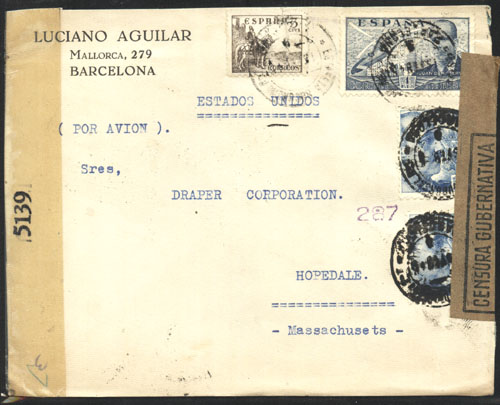 LUCIANO AGUILAR
MALLORCA, 279
BARCELONA
ESPAÑA
ESTADOS UNIDOS
(POR AVION).
Sres,
DRAPER CORPORATION.
287
HOPEDALE.
- Massachusets -
5139
CENSURA GUBERNATIVA